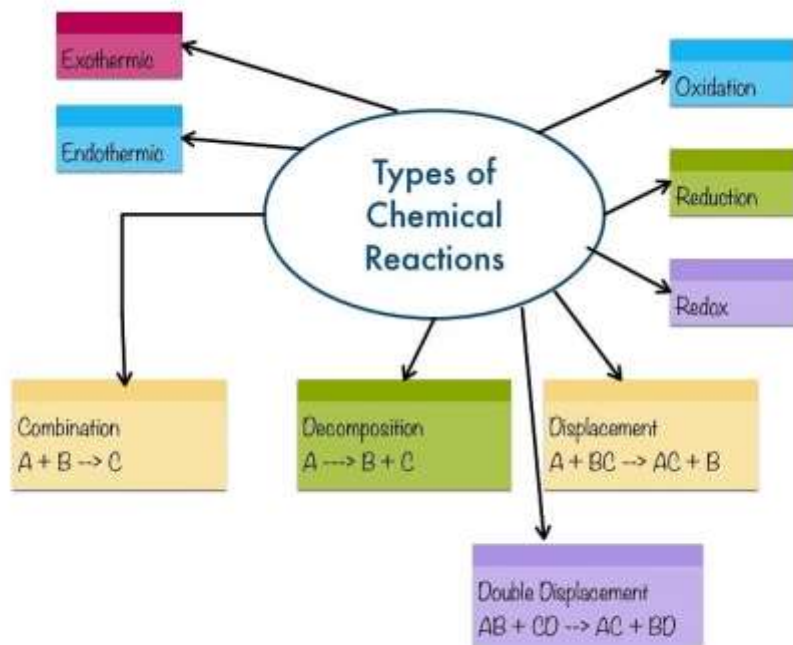 Exothermic
Endothermic
Types of
Chemical
Reactions
Oxidation
Reduction
Redox
Combination
A + B --> C
Decomposition
A ---> B + C
Displacement
A + BC --> AC + B
Double Displacement
AB + CD --> AC + BD